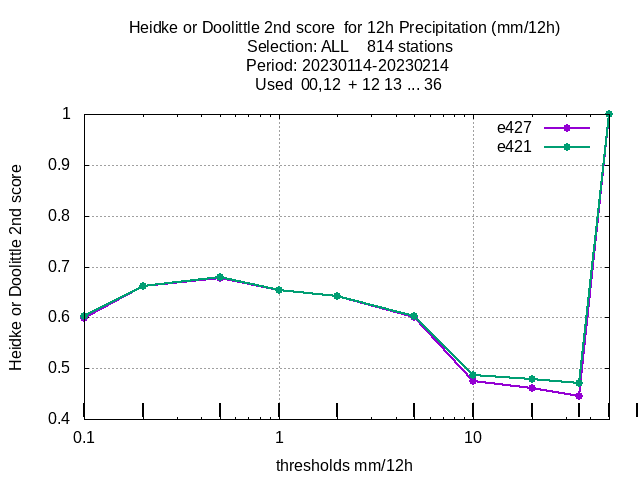 Heidke or Doolittle 2nd score  for 12h Precipitation (mm/12h)
Selection: ALL    814 stations
Period: 20230114-20230214
Used  00,12  + 12 13 ... 36
e427
e421
1
0.9
0.8
0.7
0.6
0.5
0.4
Heidke or Doolittle 2nd score
0.1
1
10
thresholds mm/12h